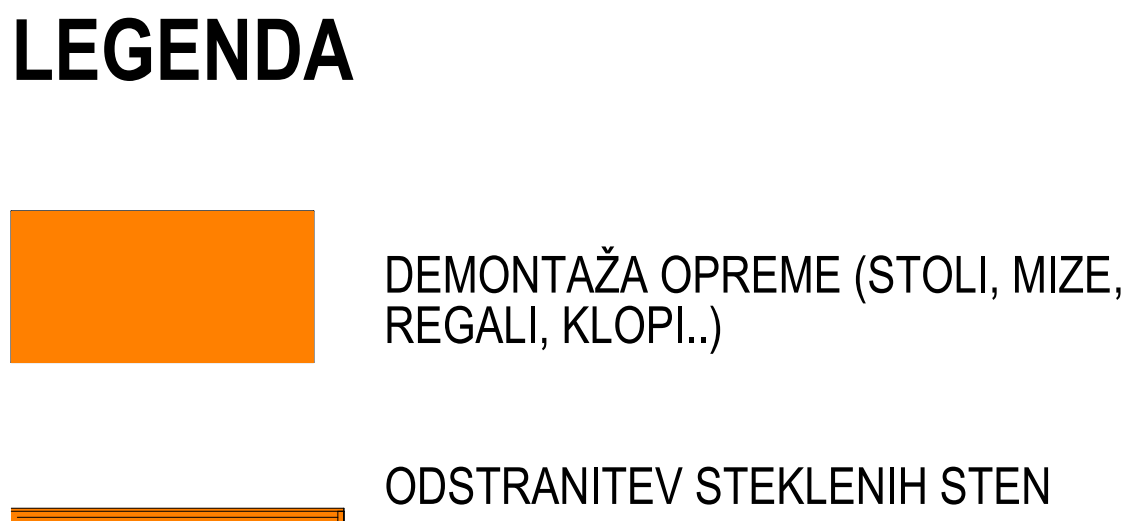 LEGENDA
DEMONTAŽA OPREME (STOLI, MIZE,
REGALI, KLOPI..)
ODSTRANITEV STEKLENIH STEN